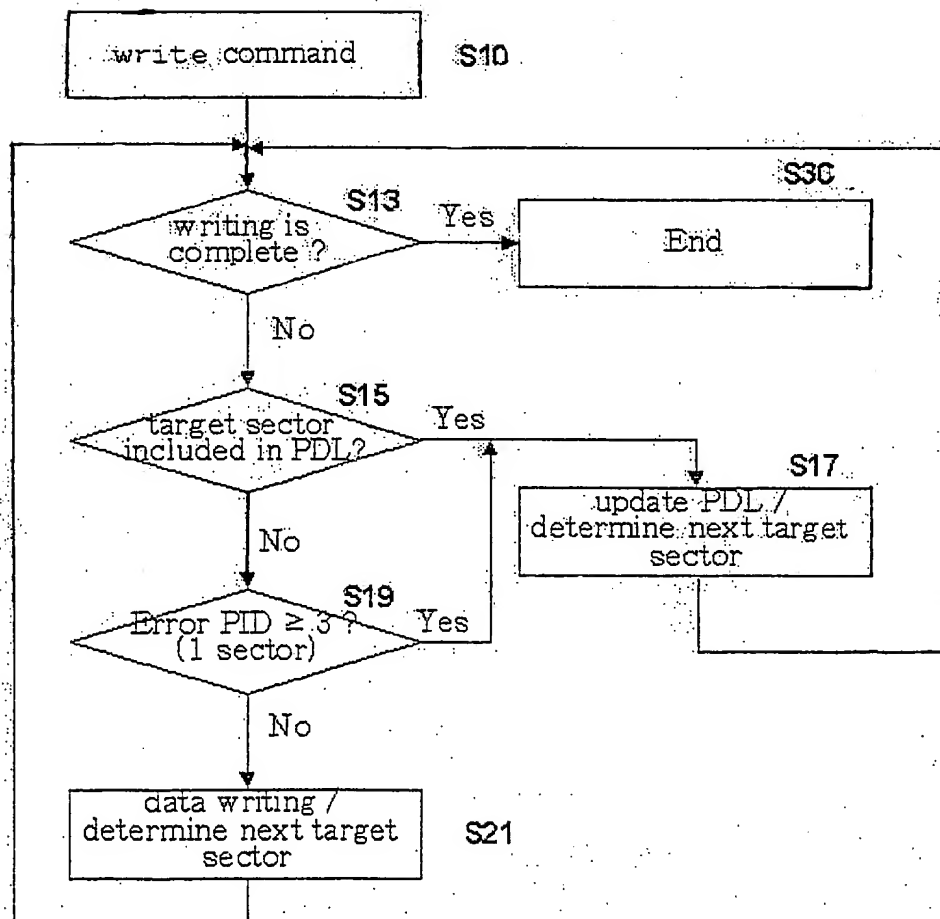 write command
S10
S30
S13
writing is
complete ?
Yes
End
No
S15
target sector
included in PDL?
Yes
S17
update PDL /
determine next target
sector
No
S19
Error PID ≥ 3 ?
(1 sector)
Yes
No
data writing /
determine next target
sector
S21